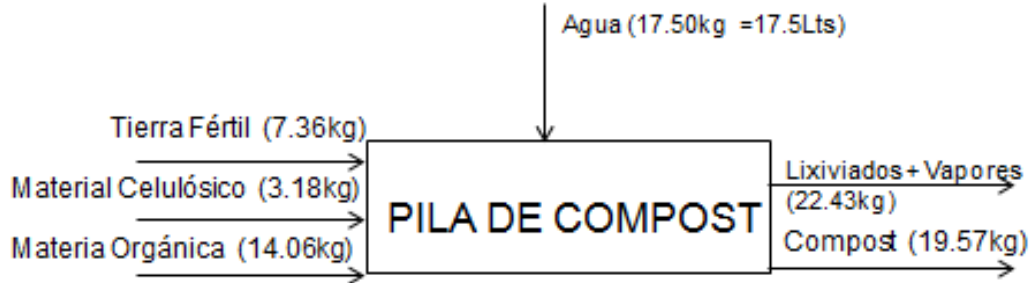 Agua (17.50kg =17.5Lts)
Tierra Fértil (7.36kg)
Material Celulósico (3.18kg)
Materia Orgánica (14.06kg)
PILA DE COMPOST
Lixiviados+Vapores
(22.43kg)
Compost (19.57kg)